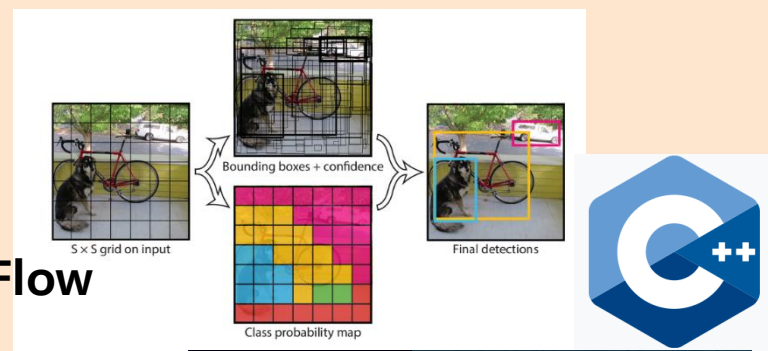 Bounding boxes + confidence
S × S grid on input
Final detections
Flow
Class probability map
C++